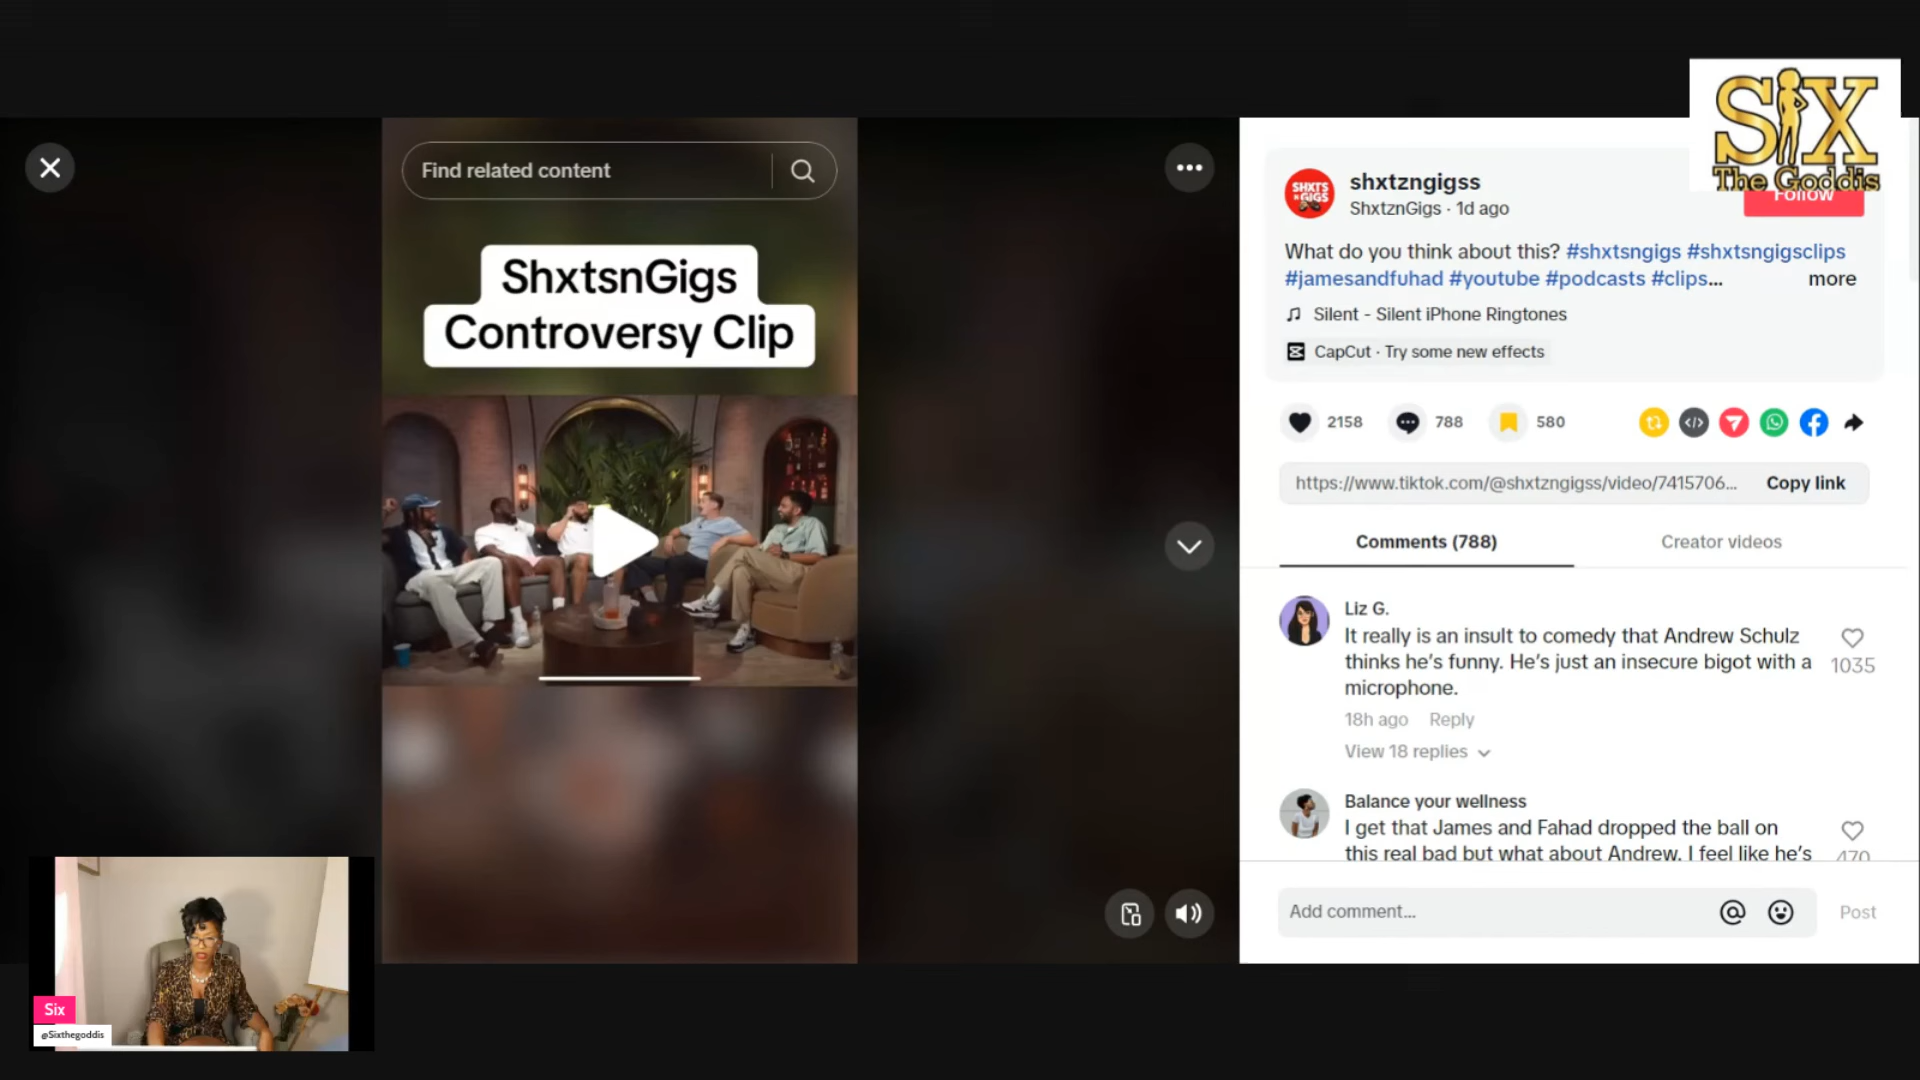 SiX
The Goddis
Find related content
ShxtsnGigs
Controversy Clip
SHXTS
N GIGS
shxtzngigss
ShxtznGigs · 1d ago
Follow
What do you think about this? #shxtsngigs #shxtsngigsclips
#jamesandfuhad #youtube #podcasts #clips... more
Silent - Silent iPhone Ringtones
CapCut · Try some new effects
2158 788 580
https://www.tiktok.com/@shxtzngigss/video/7415706... Copy link
Comments (788) Creator videos
Liz G.
It really is an insult to comedy that Andrew Schulz
thinks he's funny. He's just an insecure bigot with a
microphone.
1035
18h ago Reply
View 18 replies
Balance your wellness
I get that James and Fahad dropped the ball on
this real bad but what about Andrew. I feel like he's
470
Add comment... Post
Six
@Sixthegoddis